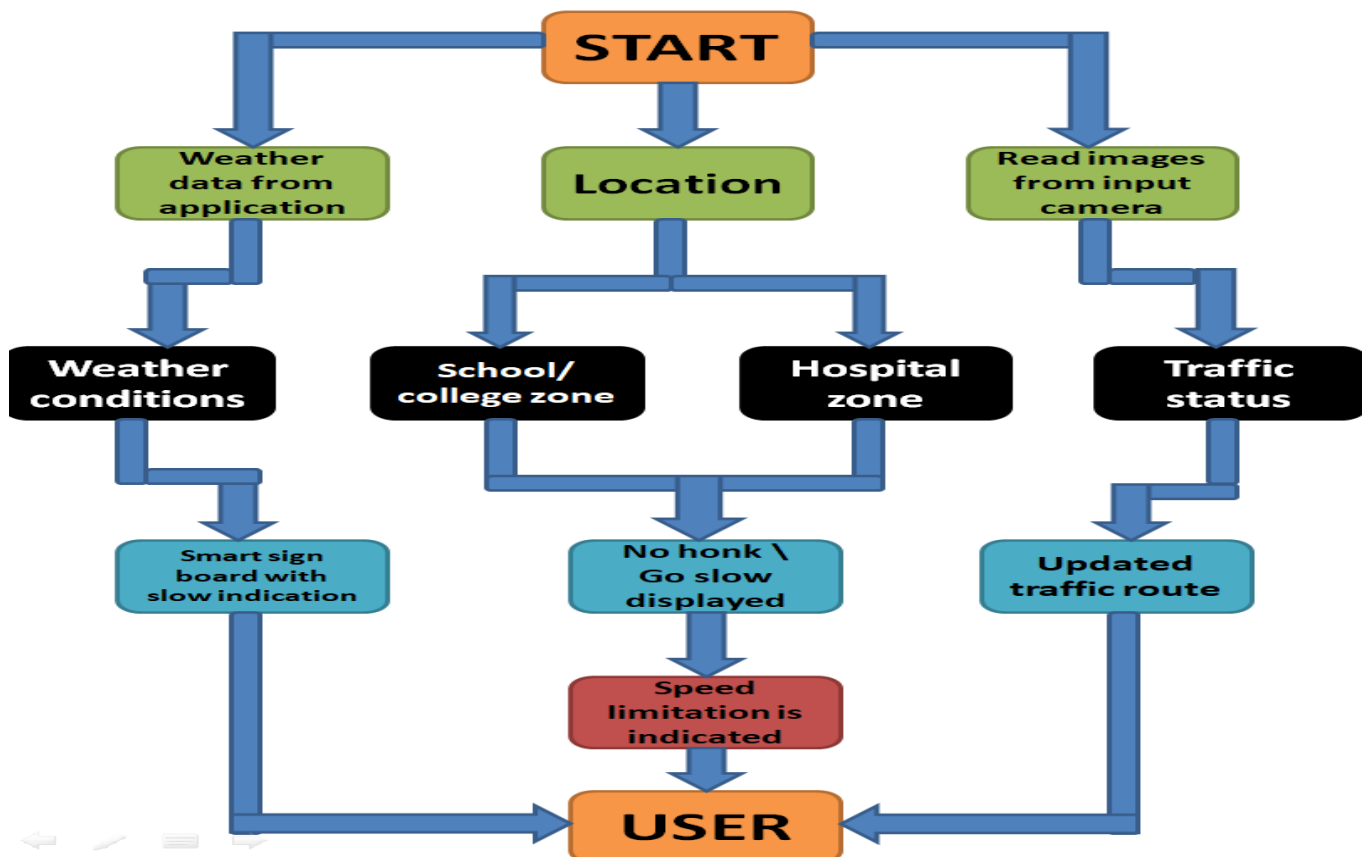 START
Weather
data from
application
Location
Read images
from input
camera
Weather
conditions
School/
college zone
Hospital
zone
Traffic
status
Smart sign
board with
slow indication
No honk \
Go slow
displayed
Updated
traffic route
Speed
limitation is
indicated
USER